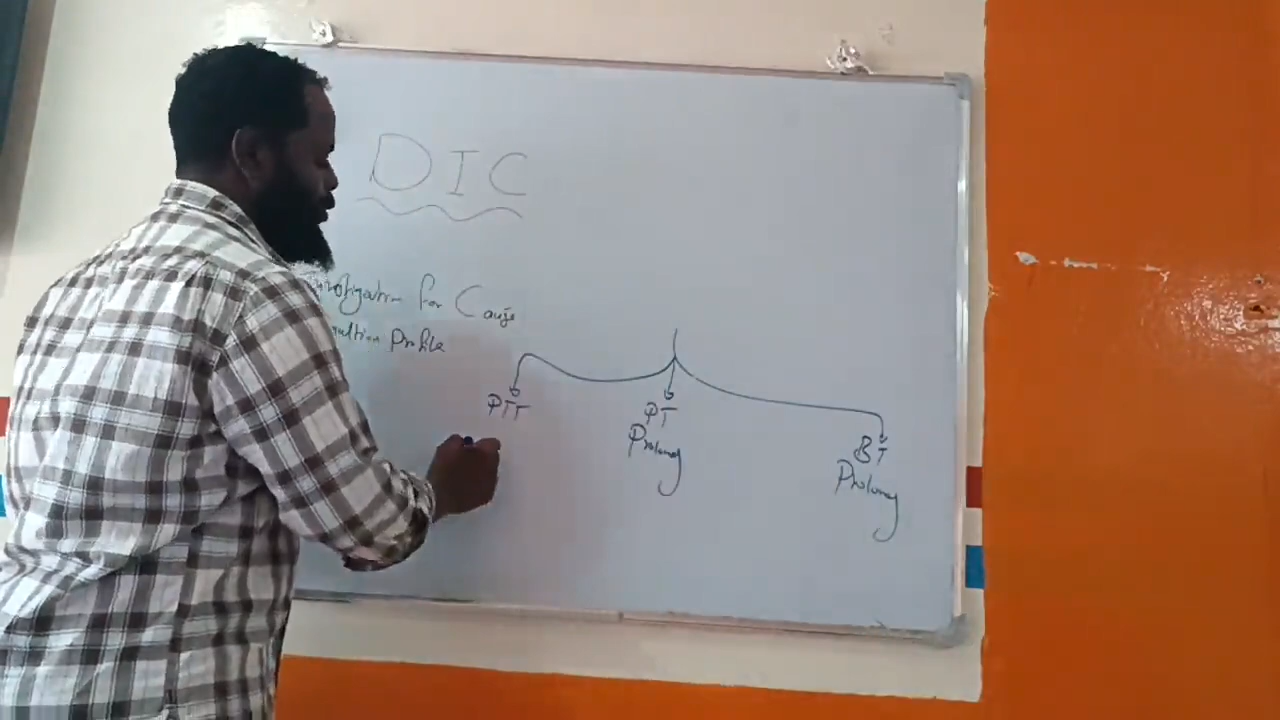 DIC
for Cause
Profile
PTT
PT
Prolong
BT
Prolong